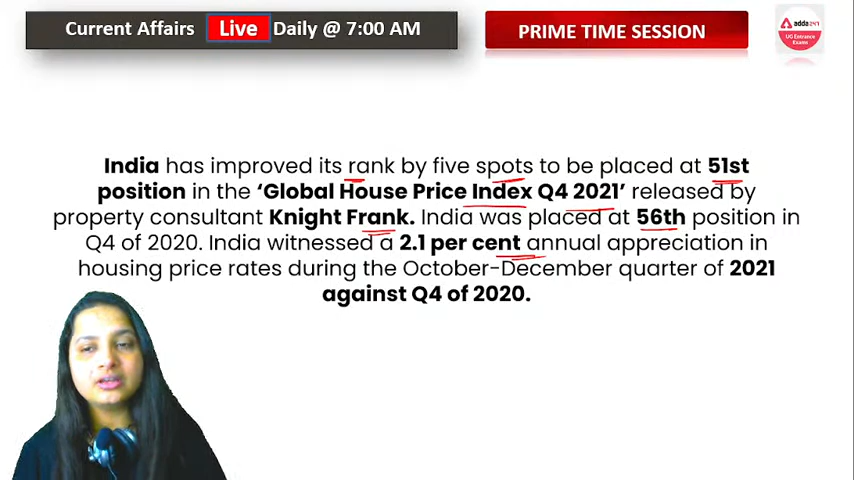 Current Affairs Live Daily @ 7:00 AM
PRIME TIME SESSION
adda247
UG Entrance
Exams
India has improved its rank by five spots to be placed at 51st
position in the ‘Global House Price Index Q4 2021’ released by
property consultant Knight Frank. India was placed at 56th position in
Q4 of 2020. India witnessed a 2.1 per cent annual appreciation in
housing price rates during the October-December quarter of 2021
against Q4 of 2020.